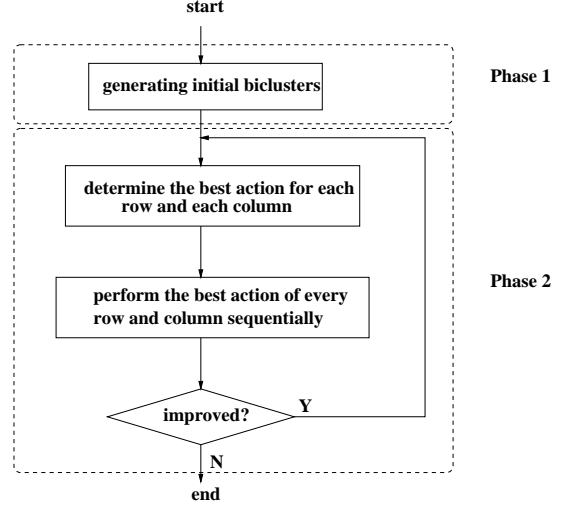 start
Phase 1
generating initial biclusters
determine the best action for each
row and each column
Phase 2
perform the best action of every
row and column sequentially
improved?
Y
N
end